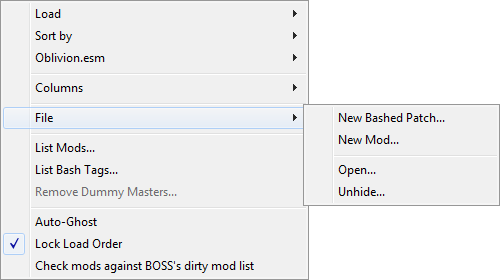 Load
Sort by
Oblivion.esm
Columns
File
New Bashed Patch...
New Mod...
Open...
Unhide...
List Mods...
List Bash Tags...
Remove Dummy Masters...
Auto-Ghost
Lock Load Order
Check mods against BOSS's dirty mod list